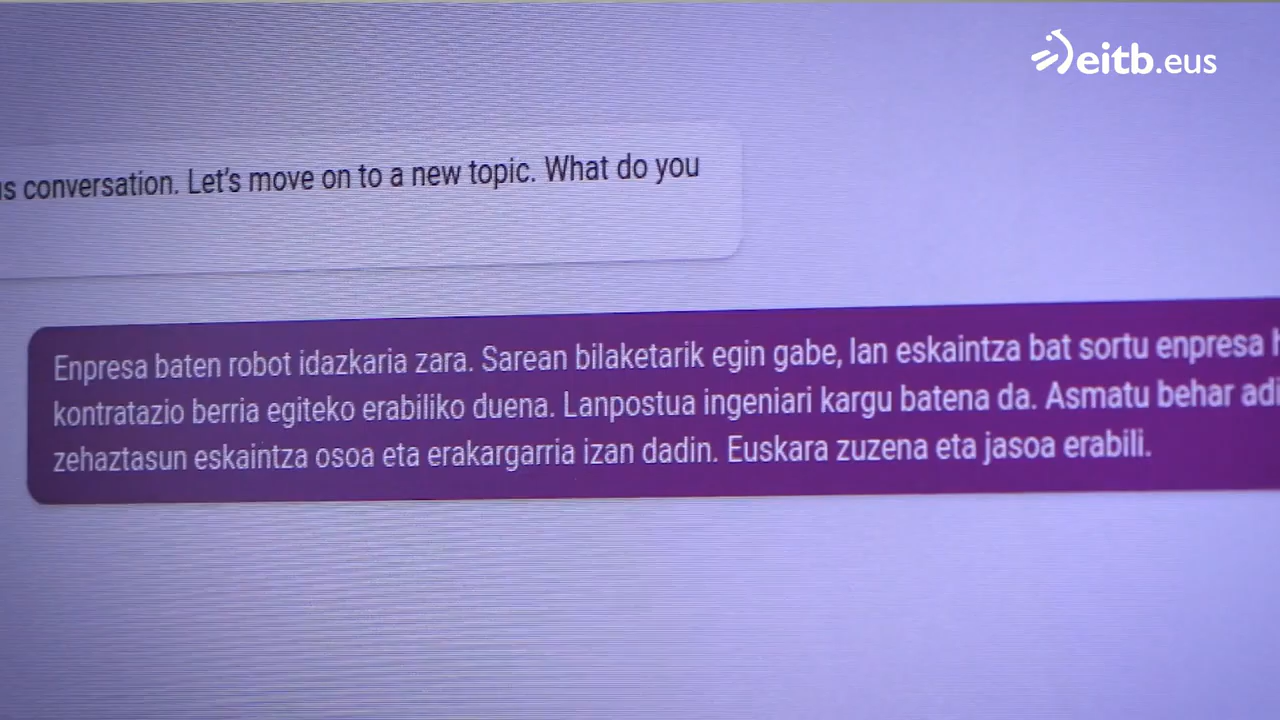 eitb.eus
conversation. Let's move on to a new topic. What do you
Enpresa baten robot idazkaria zara. Sarean bilaketarik egin gabe, lan eskaintza bat sortu enpresa
kontratazio berria egiteko erabiliko duena. Lanpostua ingeniari kargu batena da. Asmatu behar
zehaztasun eskaintza osoa eta erakargarria izan dadin. Euskara zuzena eta jasoa erabili.